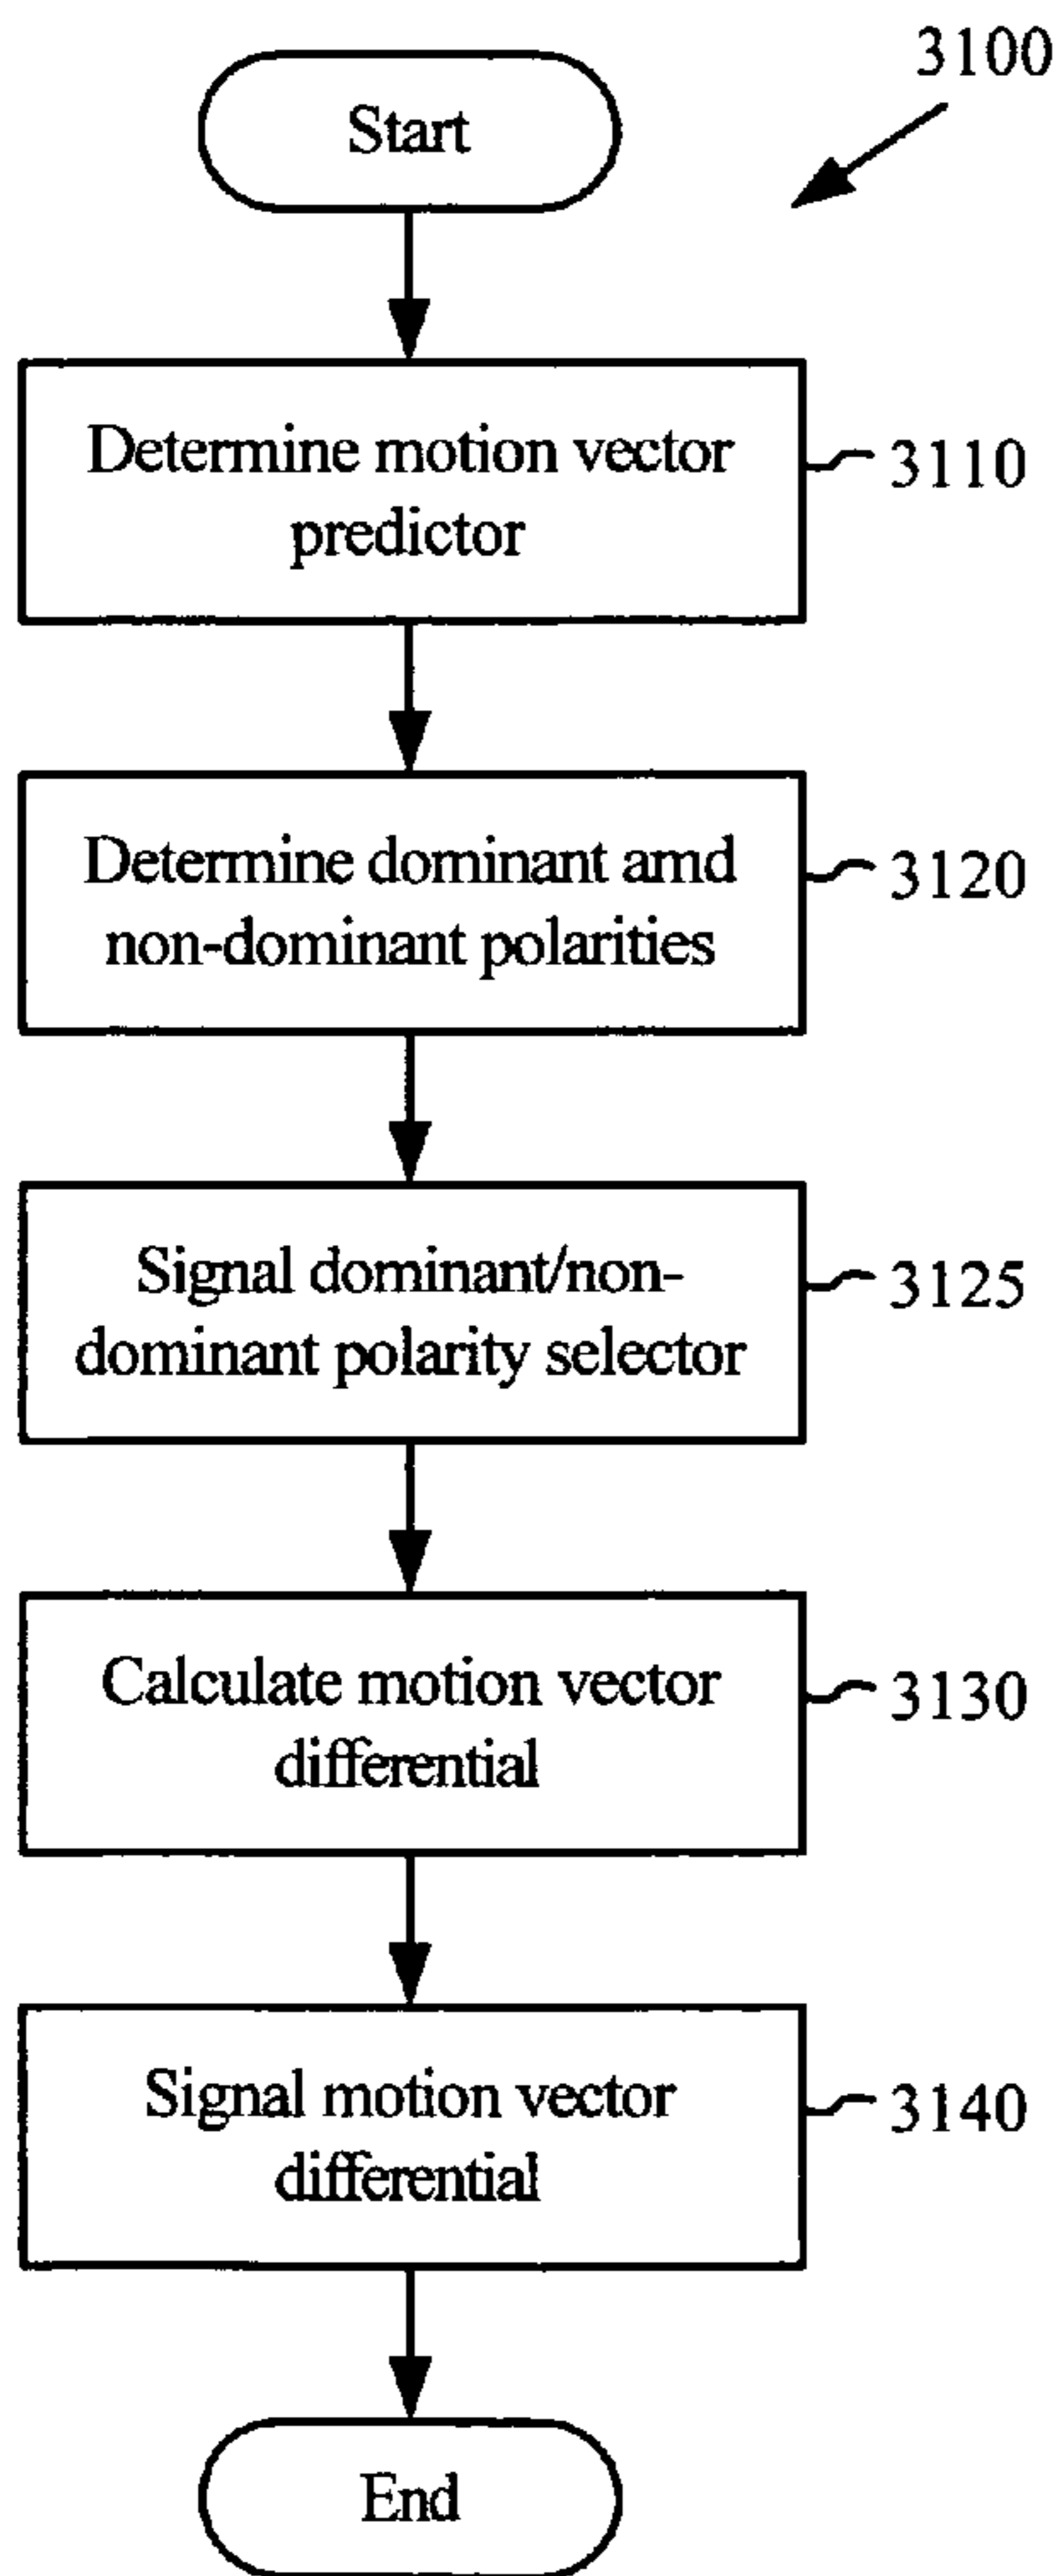 3100
Start
Determine motion vector
predictor
3110
Determine dominant amd
non-dominant polarities
3120
Signal dominant/non-
dominant polarity selector
3125
Calculate motion vector
differential
3130
Signal motion vector
differential
3140
End